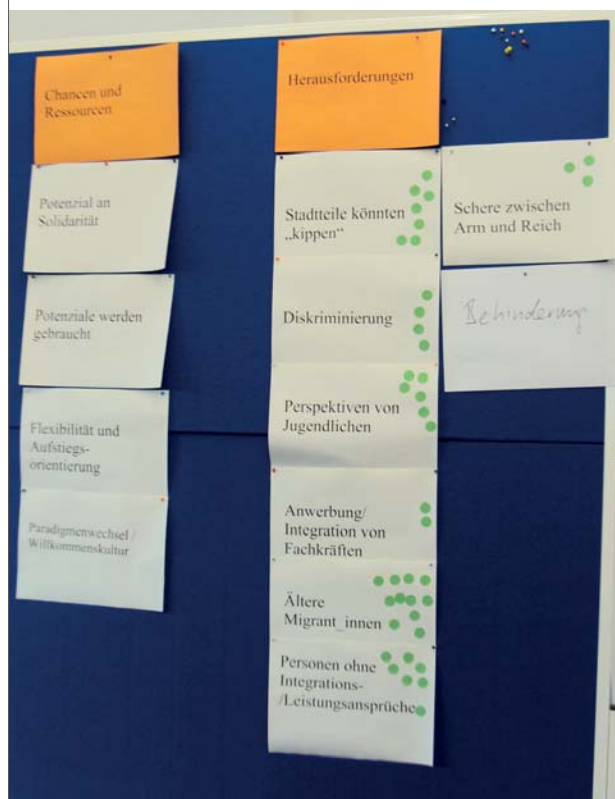 Chancen und
Ressourcen
Potenzial an
Solidarität
Potenziale werden
gebraucht
Flexibilität und
Aufstiegs-
orientierung
Paradigmenwechsel /
Willkommenskultur
Herausforderungen
Stadtteile könnten
„kippen“
Diskriminierung
Perspektiven von
Jugendlichen
Anwerbung/
Integration von
Fachkräften
Ältere
Migrant_innen
Personen ohne
Integrations-
/Leistungsansprüche
Schere zwischen
Arm und Reich
Behinderung